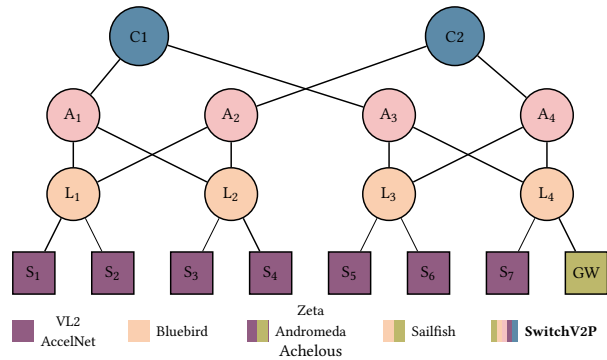 C1 C2
A1 A2 A3 A4
L1 L2 L3 L4
S1 S2 S3 S4 S5 S6 S7 GW
VL2
AccelNet
Bluebird
Zeta
Andromeda
Achelous
Sailfish
SwitchV2P